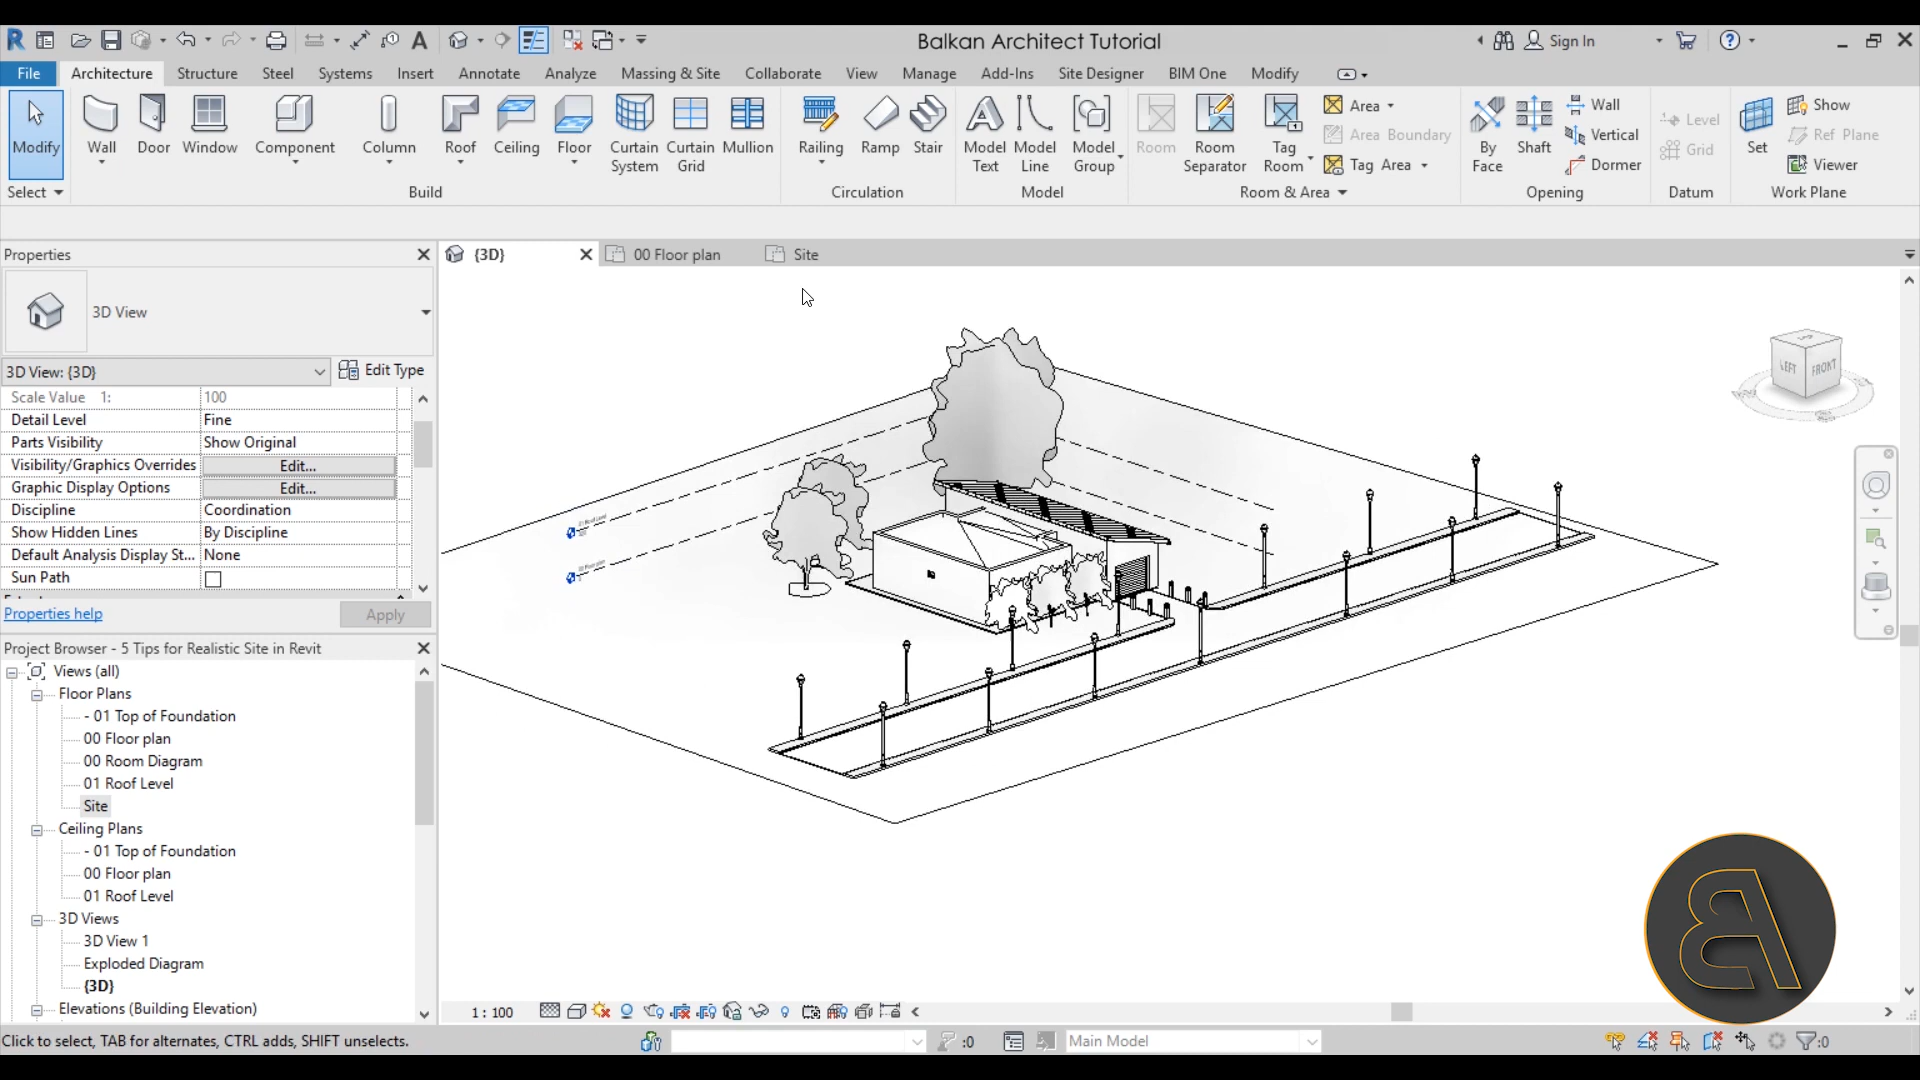 Balkan Architect Tutorial
Sign In
File Architecture Structure Steel Systems Insert Annotate Analyze Massing & Site Collaborate View Manage Add-Ins Site Designer BIM One Modify
Modify
Wall
Door
Window
Component
Column
Roof
Ceiling
Floor
Curtain System
Curtain Grid
Mullion
Railing
Ramp
Stair
Model Text
Model Line
Model Group
Room
Room Separator
Tag Room
Area
Area Boundary
Tag Area
By Face
Shaft
Wall
Vertical
Dormer
Level
Grid
Set
Show
Ref Plane
Viewer
Select Build Circulation Model Room & Area Opening Datum Work Plane
Properties
{3D} 00 Floor plan Site
3D View
3D View: {3D} Edit Type
Scale Value 1: 100
Detail Level Fine
Parts Visibility Show Original
Visibility/Graphics Overrides Edit...
Graphic Display Options Edit...
Discipline Coordination
Show Hidden Lines By Discipline
Default Analysis Display St... None
Sun Path
Properties help Apply
Project Browser - 5 Tips for Realistic Site in Revit
Views (all)
Floor Plans
- 01 Top of Foundation
00 Floor plan
00 Room Diagram
01 Roof Level
Site
Ceiling Plans
- 01 Top of Foundation
00 Floor plan
01 Roof Level
3D Views
3D View 1
Exploded Diagram
{3D}
Elevations (Building Elevation)
LEFT FRONT
1 : 100
Click to select, TAB for alternates, CTRL adds, SHIFT unselects.
:0
Main Model
:0